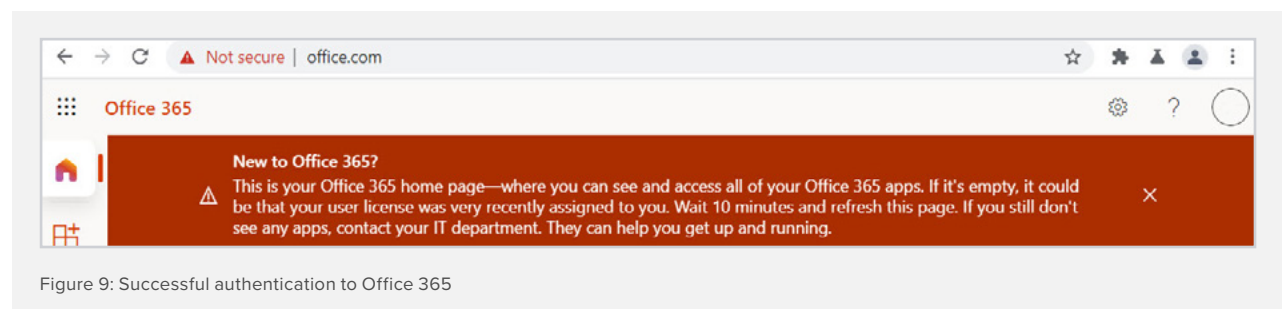 Not secure | office.com
Office 365
New to Office 365?
This is your Office 365 home page—where you can see and access all of your Office 365 apps. If it's empty, it could
be that your user license was very recently assigned to you. Wait 10 minutes and refresh this page. If you still don't
see any apps, contact your IT department. They can help you get up and running.
Figure 9: Successful authentication to Office 365